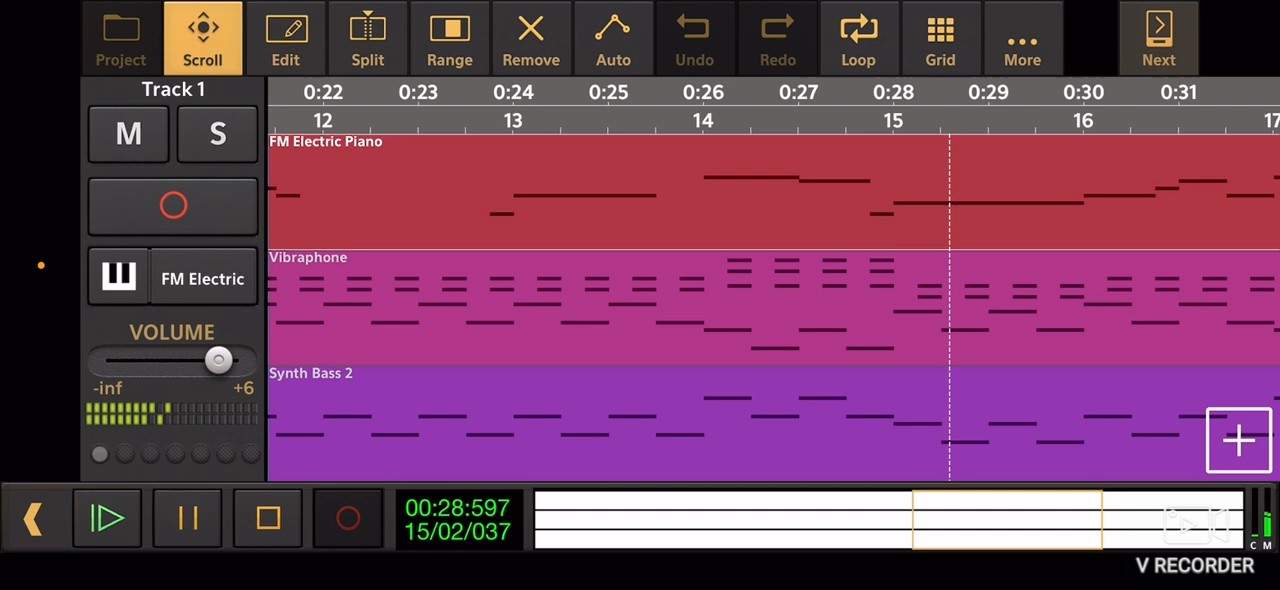 Project Scroll Edit Split Range Remove Auto Undo Redo Loop Grid More Next
Track 1
0:22 0:23 0:24 0:25 0:26 0:27 0:28 0:29 0:30 0:31
12 13 14 15 16 17
M S
FM Electric Piano
Vibraphone
FM Electric
VOLUME
-inf +6
Synth Bass 2
00:28:597
15/02/037
C M
V RECORDER